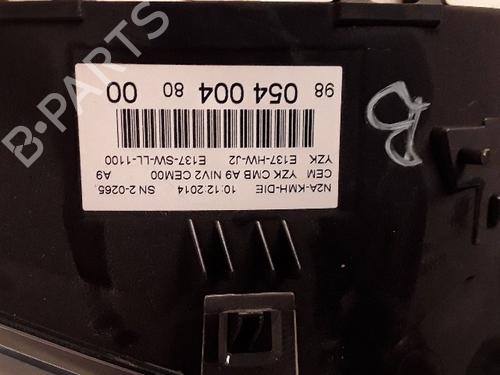 98 054 004 80 00
YZK E137-HW-J2 E137-SW-LL-1100
CEM YZK CMB A9 NIV2 CEM00 A9
N2A-KMH-DIE 10:12:2014 SN 2-0265
B-PARTS